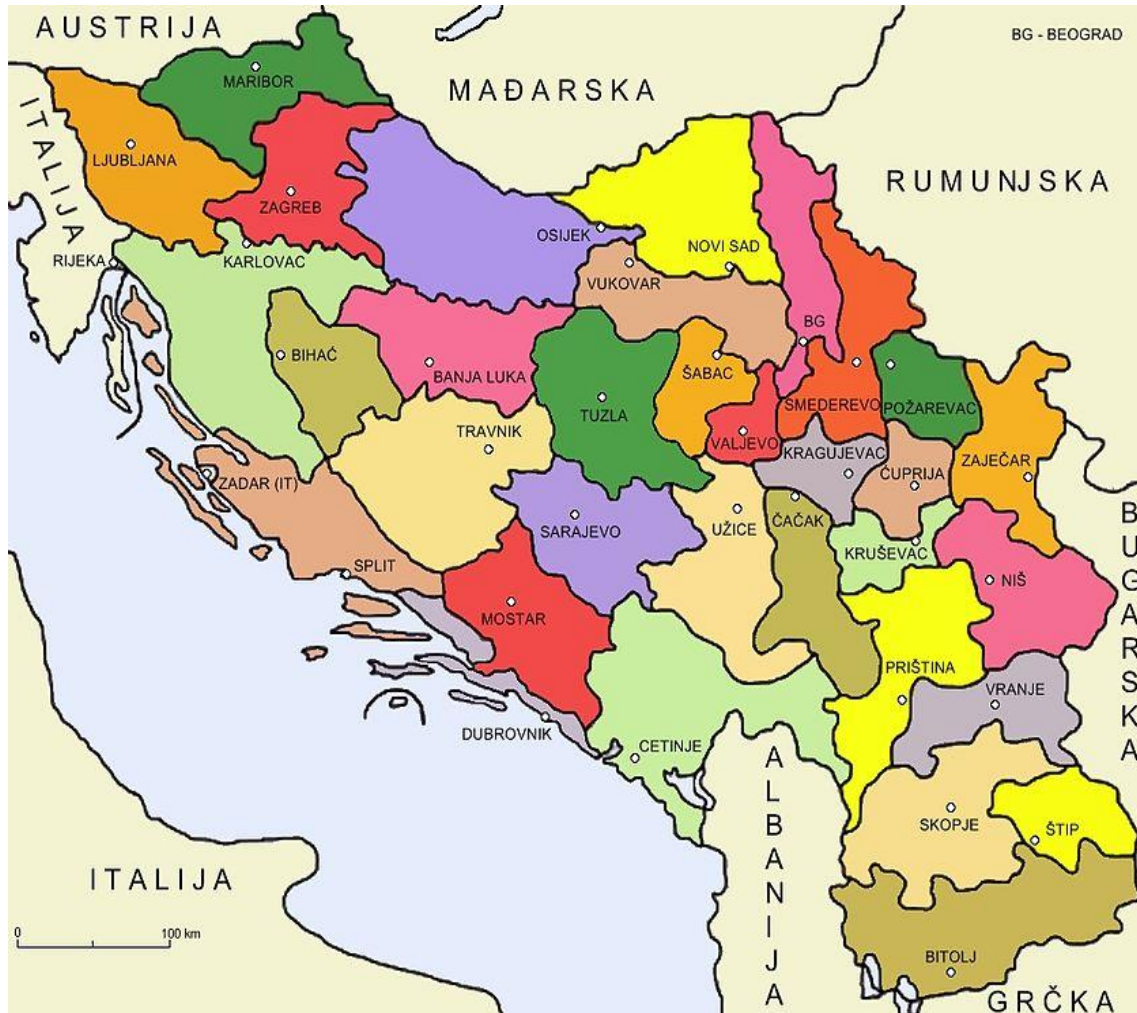 AUSTRIJA
BG - BEOGRAD
MARIBOR
MAĐARSKA
ITALIJA
LJUBLJANA
RUMUNJSKA
ZAGREB
OSIJEK
NOVI SAD
RIJEKA
KARLOVAC
VUKOVAR
BG
BIHAĆ
BANJA LUKA
ŠABAC
TUZLA
SMEDEREVO
POŽAREVAC
TRAVNIK
VALJEVO
KRAGUJEVAC
ZAJEČAR
ĆUPRIJA
ZADAR (IT)
ČAČAK
SARAJEVO
UŽICE
BUGARSKA
KRUŠEVAC
SPLIT
NIŠ
MOSTAR
PRIŠTINA
VRANJE
DUBROVNIK
CETINJE
ALBANIJA
SKOPJE
ŠTIP
ITALIJA
0 100 km
BITOLJ
GRČKA